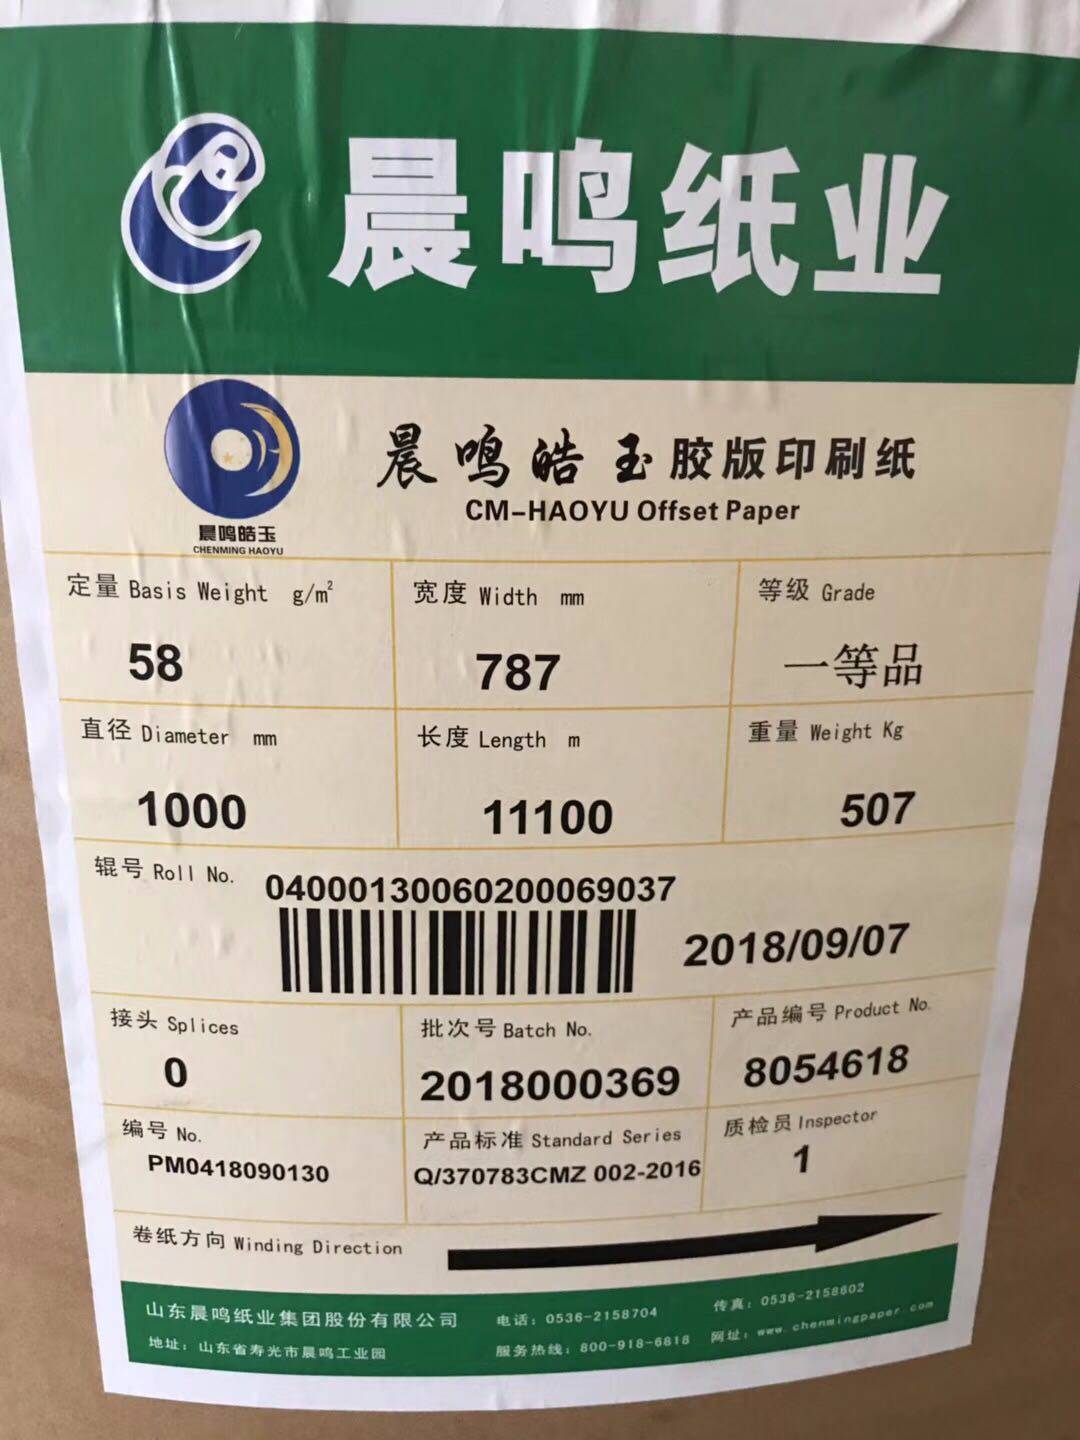 晨鸣纸业
晨鸣皓玉
CHENMING HAOYU
晨鸣皓玉胶版印刷纸
CM-HAOYU Offset Paper
定量 Basis Weight g/m²
宽度 Width mm
等级 Grade
58
787
一等品
直径 Diameter mm
长度 Length m
重量 Weight Kg
1000
11100
507
辊号 Roll No.
04000130060200069037
2018/09/07
接头 Splices
批次号 Batch No.
产品编号 Product No.
0
2018000369
8054618
编号 No.
产品标准 Standard Series
质检员 Inspector
PM0418090130
Q/370783CMZ 002-2016
1
卷纸方向 Winding Direction
山东晨鸣纸业集团股份有限公司
电话：0536-2158704
传真：0536-2158602
地址：山东省寿光市晨鸣工业园
服务热线：800-918-6818
网址：www.chenmingpaper.com